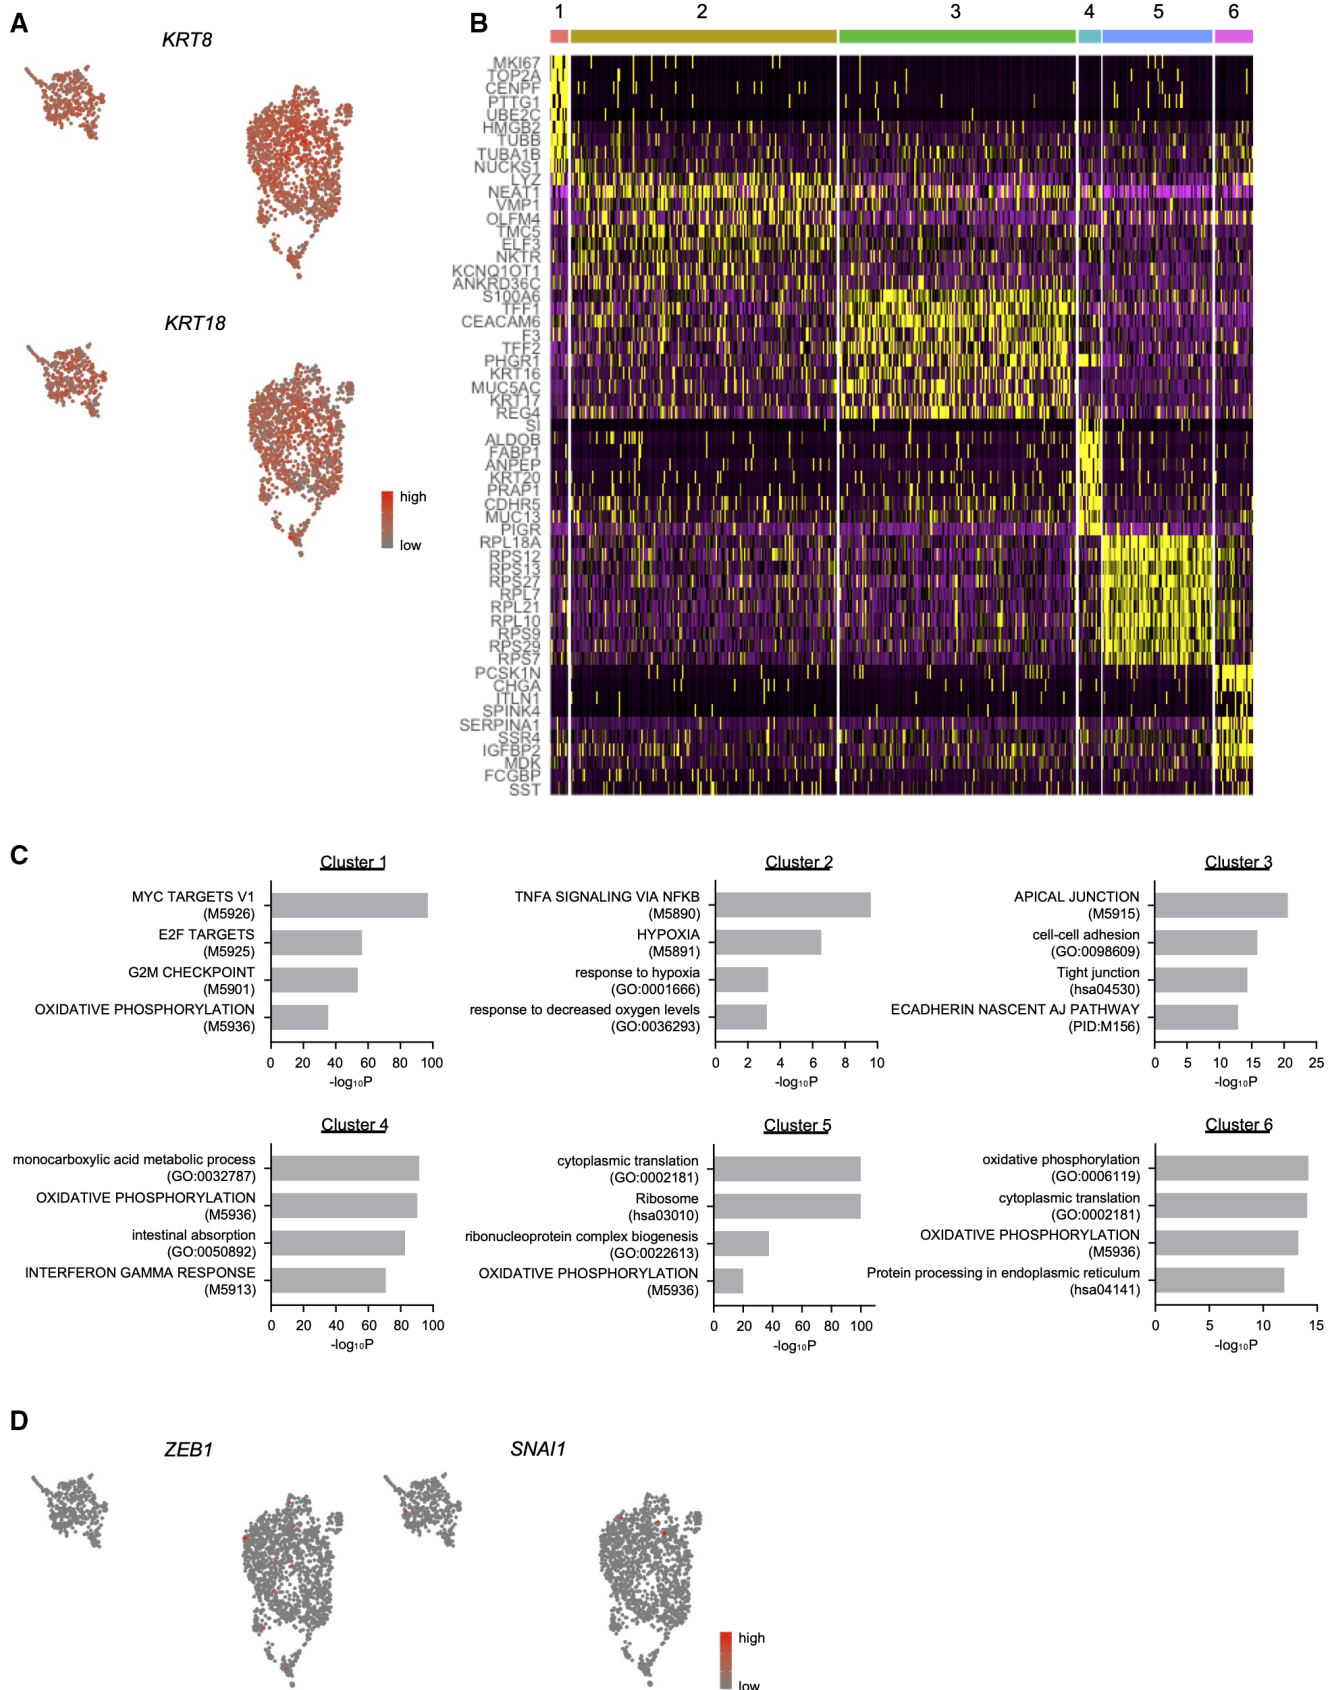 A
KRT8
KRT18
high
low
B
1 2 3 4 5 6
MKI67
TOP2A
CENPF
PTTG1
UBE2C
HMGB2
TUBB
TUBA1B
NUCKS1
LYZ
NEAT1
VMP1
OLFM4
TMC5
ELF3
NKTR
KCNQ1OT1
ANKRD36C
S100A6
TFF1
CEACAM6
F3
TFF2
PHGR1
KRT16
MUC5AC
KRT17
REG4
SI
ALDOB
FABP1
ANPEP
KRT20
PRAP1
CDHR5
MUC13
PIGR
RPL18A
RPS12
RPS13
RPS27
RPL7
RPL21
RPL10
RPS9
RPS29
RPS7
PCSK1N
CHGA
ITLN1
SPINK4
SERPINA1
SSR4
IGFBP2
MDK
FCGBP
SST
C
Cluster 1
MYC TARGETS V1
(M5926)
E2F TARGETS
(M5925)
G2M CHECKPOINT
(M5901)
OXIDATIVE PHOSPHORYLATION
(M5936)
0 20 40 60 80 100
-log₁₀P
Cluster 2
TNFA SIGNALING VIA NFKB
(M5890)
HYPOXIA
(M5891)
response to hypoxia
(GO:0001666)
response to decreased oxygen levels
(GO:0036293)
0 2 4 6 8 10
-log₁₀P
Cluster 3
APICAL JUNCTION
(M5915)
cell-cell adhesion
(GO:0098609)
Tight junction
(hsa04530)
ECADHERIN NASCENT AJ PATHWAY
(PID:M156)
0 5 10 15 20 25
-log₁₀P
Cluster 4
monocarboxylic acid metabolic process
(GO:0032787)
OXIDATIVE PHOSPHORYLATION
(M5936)
intestinal absorption
(GO:0050892)
INTERFERON GAMMA RESPONSE
(M5913)
0 20 40 60 80 100
-log₁₀P
Cluster 5
cytoplasmic translation
(GO:0002181)
Ribosome
(hsa03010)
ribonucleoprotein complex biogenesis
(GO:0022613)
OXIDATIVE PHOSPHORYLATION
(M5936)
0 20 40 60 80 100
-log₁₀P
Cluster 6
oxidative phosphorylation
(GO:0006119)
cytoplasmic translation
(GO:0002181)
OXIDATIVE PHOSPHORYLATION
(M5936)
Protein processing in endoplasmic reticulum
(hsa04141)
0 5 10 15
-log₁₀P
D
ZEB1
SNAI1
high
low